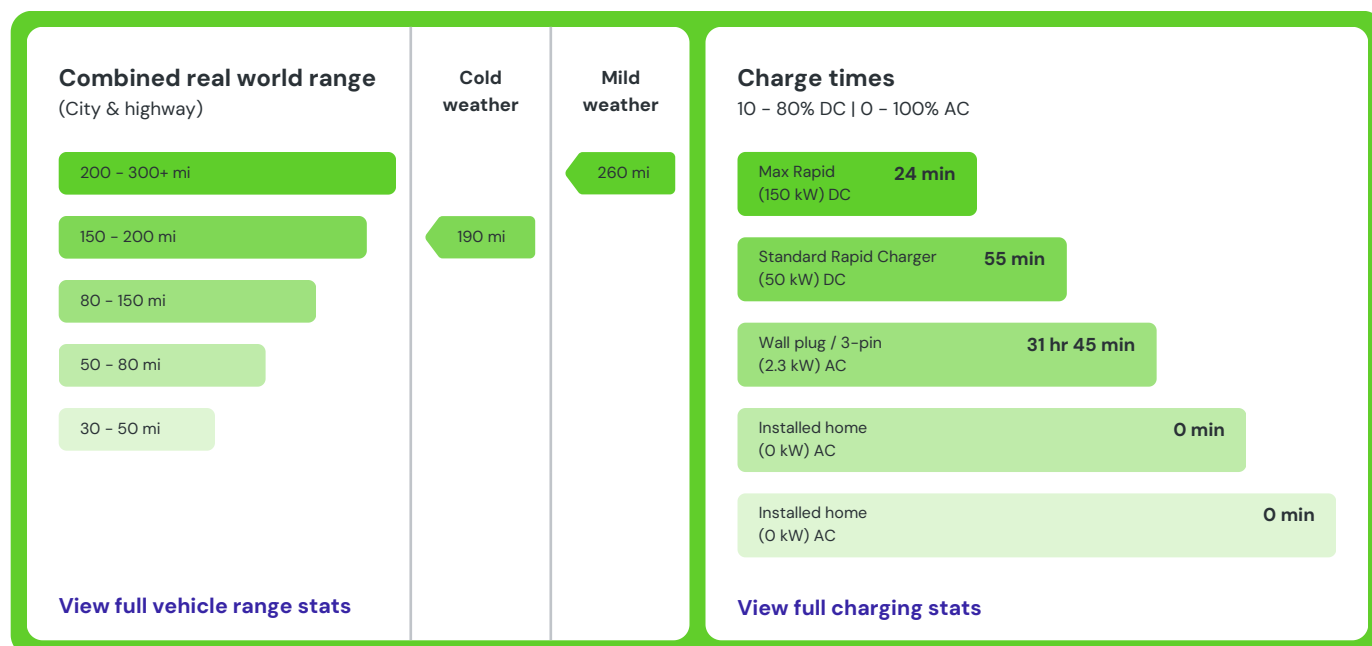 Combined real world range
(City & highway)
Cold
weather
Mild
weather
200 - 300+ mi
260 mi
150 - 200 mi
190 mi
80 - 150 mi
50 - 80 mi
30 - 50 mi
View full vehicle range stats
Charge times
10 - 80% DC | 0 - 100% AC
Max Rapid
(150 kW) DC
24 min
Standard Rapid Charger
(50 kW) DC
55 min
Wall plug / 3-pin
(2.3 kW) AC
31 hr 45 min
Installed home
(0 kW) AC
0 min
Installed home
(0 kW) AC
0 min
View full charging stats